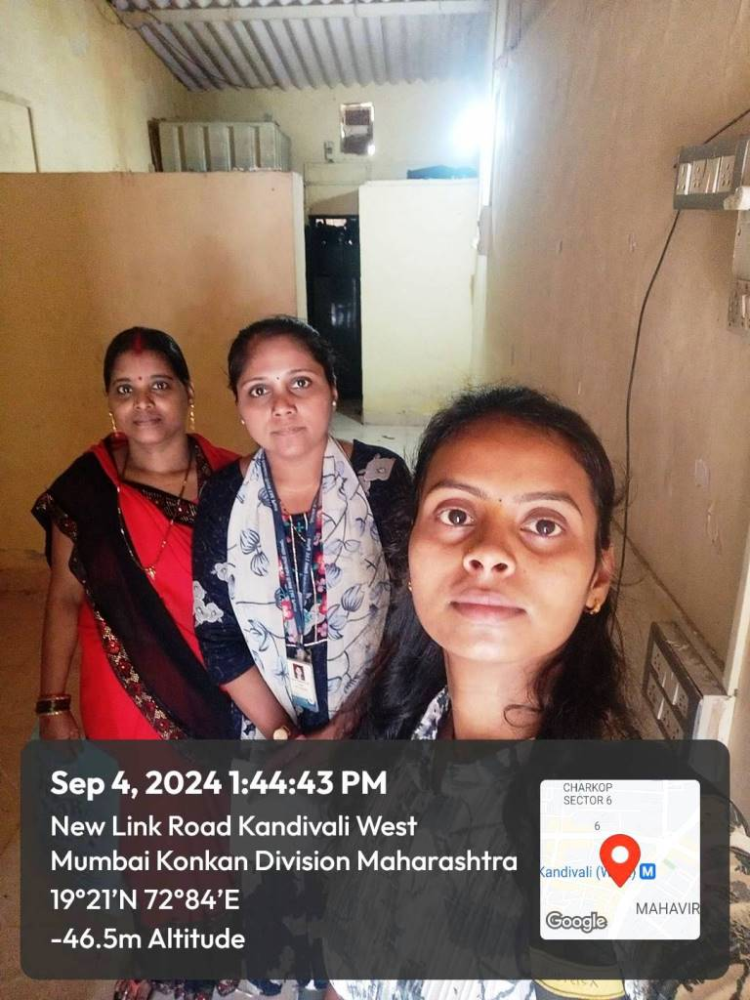 Sep 4, 2024 1:44:43 PM
New Link Road Kandivali West
Mumbai Konkan Division Maharashtra
19°21'N 72°84'E
-46.5m Altitude
CHARKOP
SECTOR 6
6
Kandivali (W
M
MAHAVIR
Google